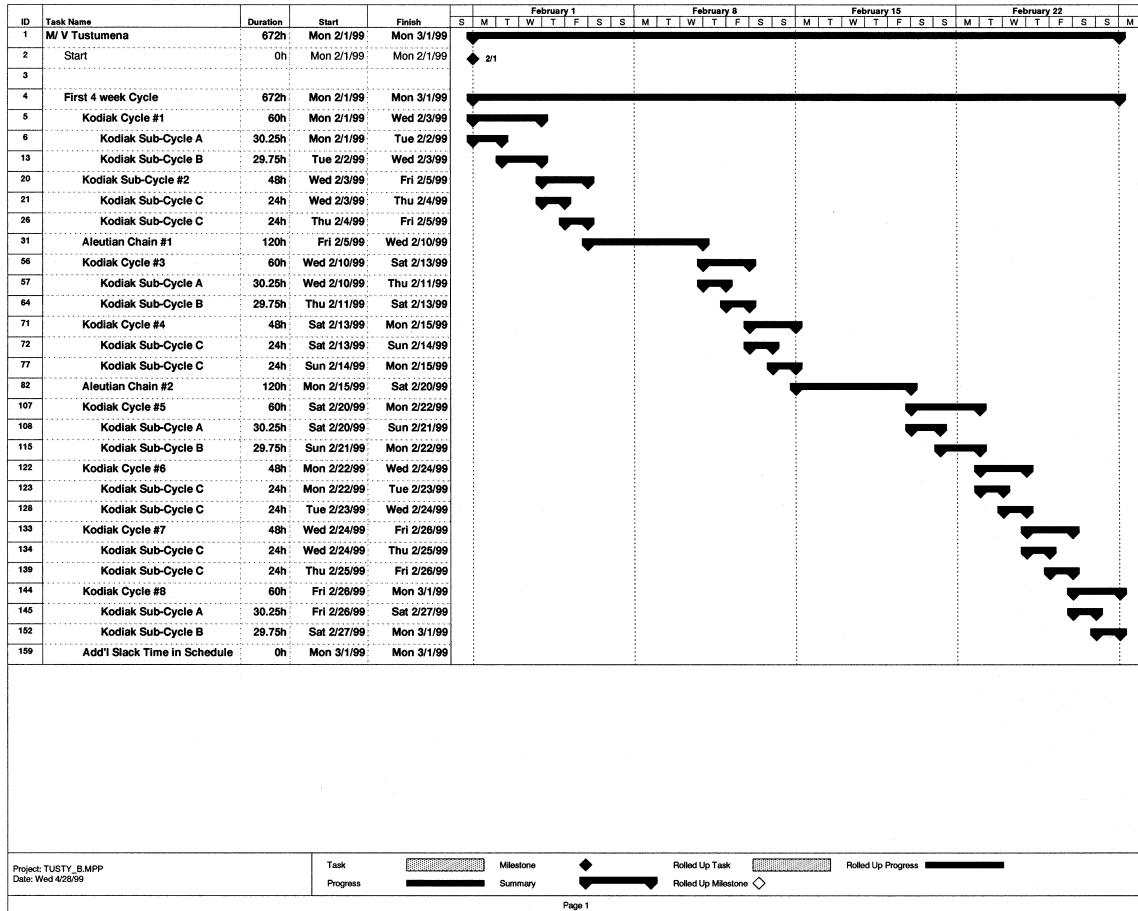 February 1 February 8 February 15 February 22
ID Task Name Duration Start Finish S M T W T F S S M T W T F S S M T W T F S S M T W T F S S M
1 M/ V Tustumena 672h Mon 2/1/99 Mon 3/1/99
2 Start 0h Mon 2/1/99 Mon 2/1/99 2/1
3
4 First 4 week Cycle 672h Mon 2/1/99 Mon 3/1/99
5 Kodiak Cycle #1 60h Mon 2/1/99 Wed 2/3/99
6 Kodiak Sub-Cycle A 30.25h Mon 2/1/99 Tue 2/2/99
13 Kodiak Sub-Cycle B 29.75h Tue 2/2/99 Wed 2/3/99
20 Kodiak Sub-Cycle #2 48h Wed 2/3/99 Fri 2/5/99
21 Kodiak Sub-Cycle C 24h Wed 2/3/99 Thu 2/4/99
26 Kodiak Sub-Cycle C 24h Thu 2/4/99 Fri 2/5/99
31 Aleutian Chain #1 120h Fri 2/5/99 Wed 2/10/99
56 Kodiak Cycle #3 60h Wed 2/10/99 Sat 2/13/99
57 Kodiak Sub-Cycle A 30.25h Wed 2/10/99 Thu 2/11/99
64 Kodiak Sub-Cycle B 29.75h Thu 2/11/99 Sat 2/13/99
71 Kodiak Cycle #4 48h Sat 2/13/99 Mon 2/15/99
72 Kodiak Sub-Cycle C 24h Sat 2/13/99 Sun 2/14/99
77 Kodiak Sub-Cycle C 24h Sun 2/14/99 Mon 2/15/99
82 Aleutian Chain #2 120h Mon 2/15/99 Sat 2/20/99
107 Kodiak Cycle #5 60h Sat 2/20/99 Mon 2/22/99
108 Kodiak Sub-Cycle A 30.25h Sat 2/20/99 Sun 2/21/99
115 Kodiak Sub-Cycle B 29.75h Sun 2/21/99 Mon 2/22/99
122 Kodiak Cycle #6 48h Mon 2/22/99 Wed 2/24/99
123 Kodiak Sub-Cycle C 24h Mon 2/22/99 Tue 2/23/99
128 Kodiak Sub-Cycle C 24h Tue 2/23/99 Wed 2/24/99
133 Kodiak Cycle #7 48h Wed 2/24/99 Fri 2/26/99
134 Kodiak Sub-Cycle C 24h Wed 2/24/99 Thu 2/25/99
139 Kodiak Sub-Cycle C 24h Thu 2/25/99 Fri 2/26/99
144 Kodiak Cycle #8 60h Fri 2/26/99 Mon 3/1/99
145 Kodiak Sub-Cycle A 30.25h Fri 2/26/99 Sat 2/27/99
152 Kodiak Sub-Cycle B 29.75h Sat 2/27/99 Mon 3/1/99
159 Add'l Slack Time in Schedule 0h Mon 3/1/99 Mon 3/1/99
Project: TUSTY_B.MPP
Date: Wed 4/28/99
Task Milestone Rolled Up Task Rolled Up Progress
Progress Summary Rolled Up Milestone
Page 1